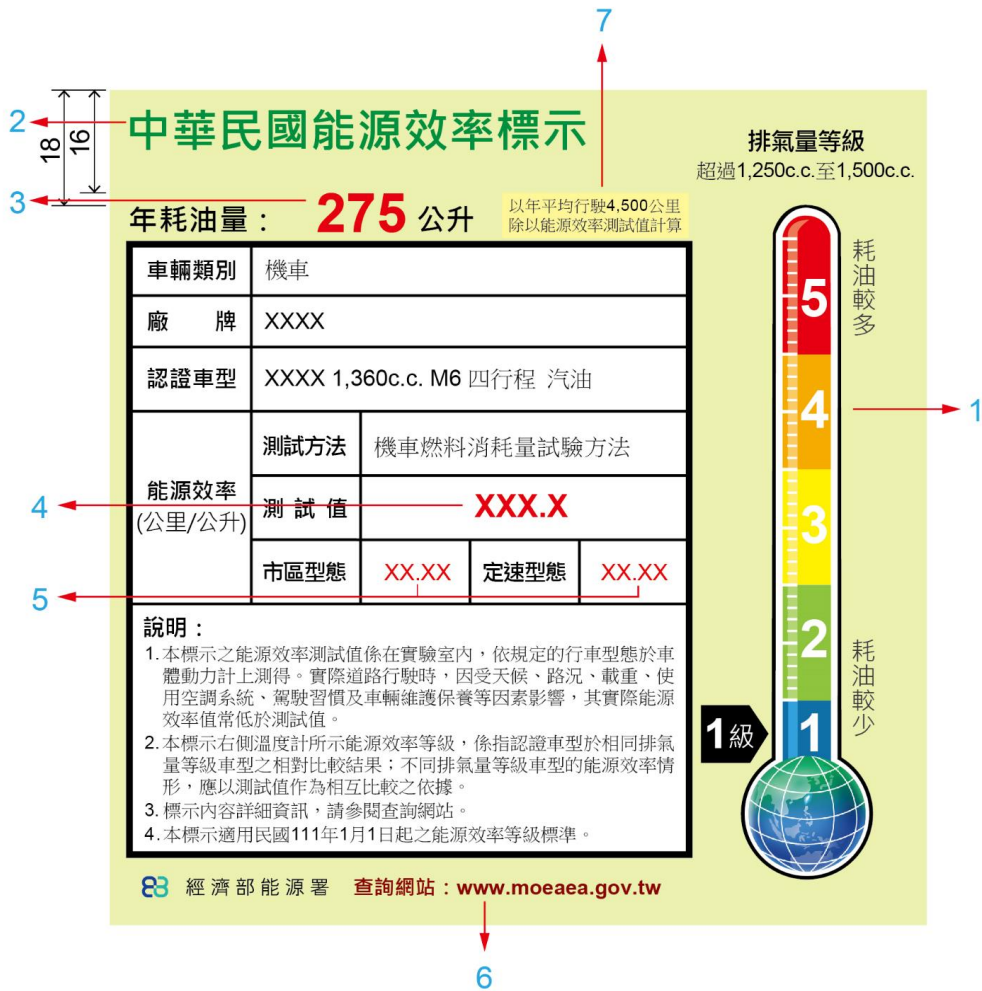 7
2
18
16
中華民國能源效率標示
排氣量等級
超過1,250c.c.至1,500c.c.
3
年耗油量： 275 公升
以年平均行駛4,500公里
除以能源效率測試值計算
車輛類別 機車
廠 牌 XXXX
認證車型 XXXX 1,360c.c. M6 四行程 汽油
能源效率
(公里/公升)
測試方法 機車燃料消耗量試驗方法
4
測 試 值 XXX.X
市區型態 XX.XX 定速型態 XX.XX
5
說明：
1.本標示之能源效率測試值係在實驗室內，依規定的行車型態於車
體動力計上測得。實際道路行駛時，因受天候、路況、載重、使
用空調系統、駕駛習慣及車輛維護保養等因素影響，其實際能源
效率值常低於測試值。
2.本標示右側溫度計所示能源效率等級，係指認證車型於相同排氣
量等級車型之相對比較結果；不同排氣量等級車型的能源效率情
形，應以測試值作為相互比較之依據。
3.標示內容詳細資訊，請參閱查詢網站。
4.本標示適用民國111年1月1日起之能源效率等級標準。
耗油較多
5
4
1
3
2
耗油較少
1級
1
經濟部能源署 查詢網站：www.moeaea.gov.tw
6